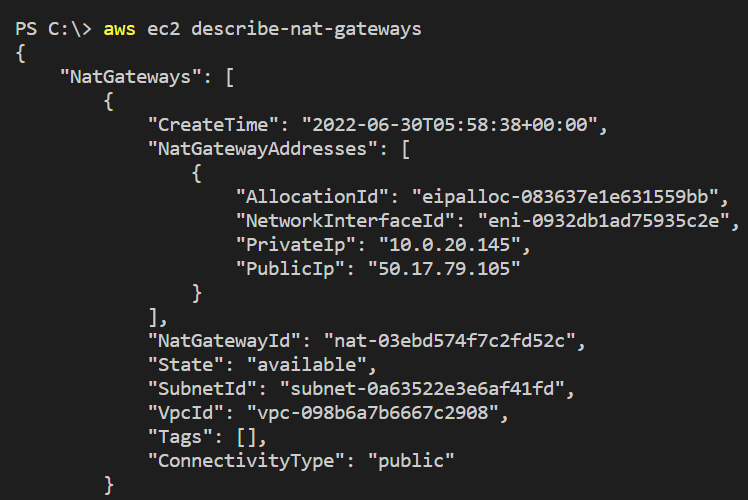 PS C:\> aws ec2 describe-nat-gateways
{
    "NatGateways": [
        {
            "CreateTime": "2022-06-30T05:58:38+00:00",
            "NatGatewayAddresses": [
                {
                    "AllocationId": "eipalloc-083637e1e631559bb",
                    "NetworkInterfaceId": "eni-0932db1ad75935c2e",
                    "PrivateIp": "10.0.20.145",
                    "PublicIp": "50.17.79.105"
                }
            ],
            "NatGatewayId": "nat-03ebd574f7c2fd52c",
            "State": "available",
            "SubnetId": "subnet-0a63522e3e6af41fd",
            "VpcId": "vpc-098b6a7b6667c2908",
            "Tags": [],
            "ConnectivityType": "public"
        }